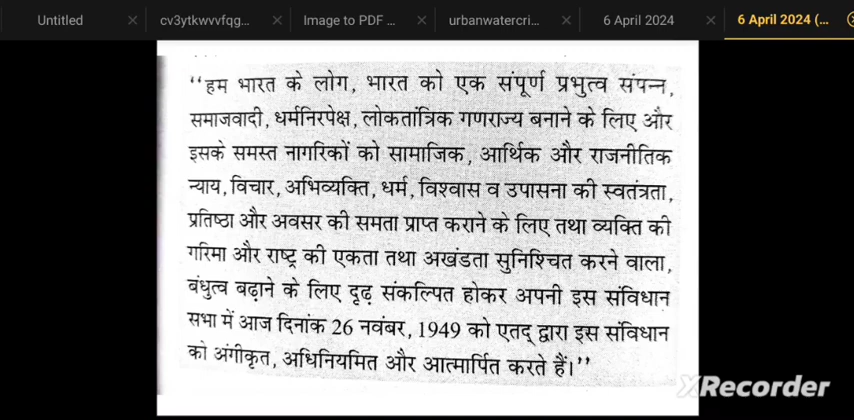 Untitled
cv3ytkwvvfqg...
Image to PDF ...
urbanwatercri...
6 April 2024
6 April 2024 (...
“हम भारत के लोग, भारत को एक संपूर्ण प्रभुत्व संपन्न,
समाजवादी, धर्मनिरपेक्ष, लोकतांत्रिक गणराज्य बनाने के लिए और
इसके समस्त नागरिकों को सामाजिक, आर्थिक और राजनीतिक
न्याय, विचार, अभिव्यक्ति, धर्म, विश्वास व उपासना की स्वतंत्रता,
प्रतिष्ठा और अवसर की समता प्राप्त कराने के लिए तथा व्यक्ति की
गरिमा और राष्ट्र की एकता तथा अखंडता सुनिश्चित करने वाला,
बंधुत्व बढ़ाने के लिए दृढ़ संकल्पित होकर अपनी इस संविधान
सभा में आज दिनांक 26 नवंबर, 1949 को एतद् द्वारा इस संविधान
को अंगीकृत, अधिनियमित और आत्मार्पित करते हैं।”
XRecorder